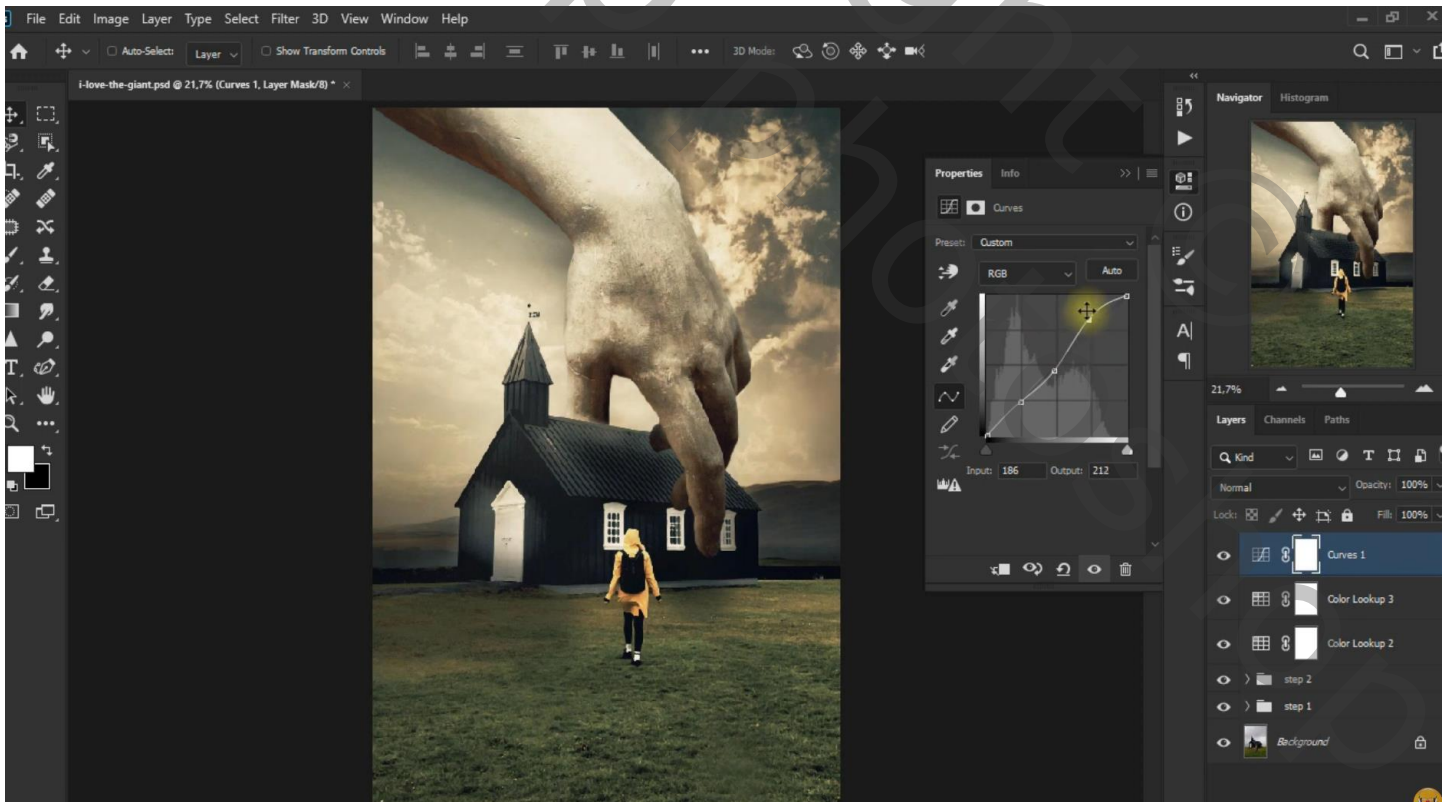 File Edit Image Layer Type Select Filter 3D View Window Help
Auto-Select: Layer Show Transform Controls 3D Mode:
i-love-the-giant.psd @ 21,7% (Curves 1, Layer Mask/8) * ×
Navigator Histogram
Properties Info
Curves
Preset: Custom
RGB Auto
Input: 186 Output: 212
21,7%
Layers Channels Paths
Kind
Normal Opacity: 100%
Lock: Fill: 100%
Curves 1
Color Lookup 3
Color Lookup 2
step 2
step 1
Background